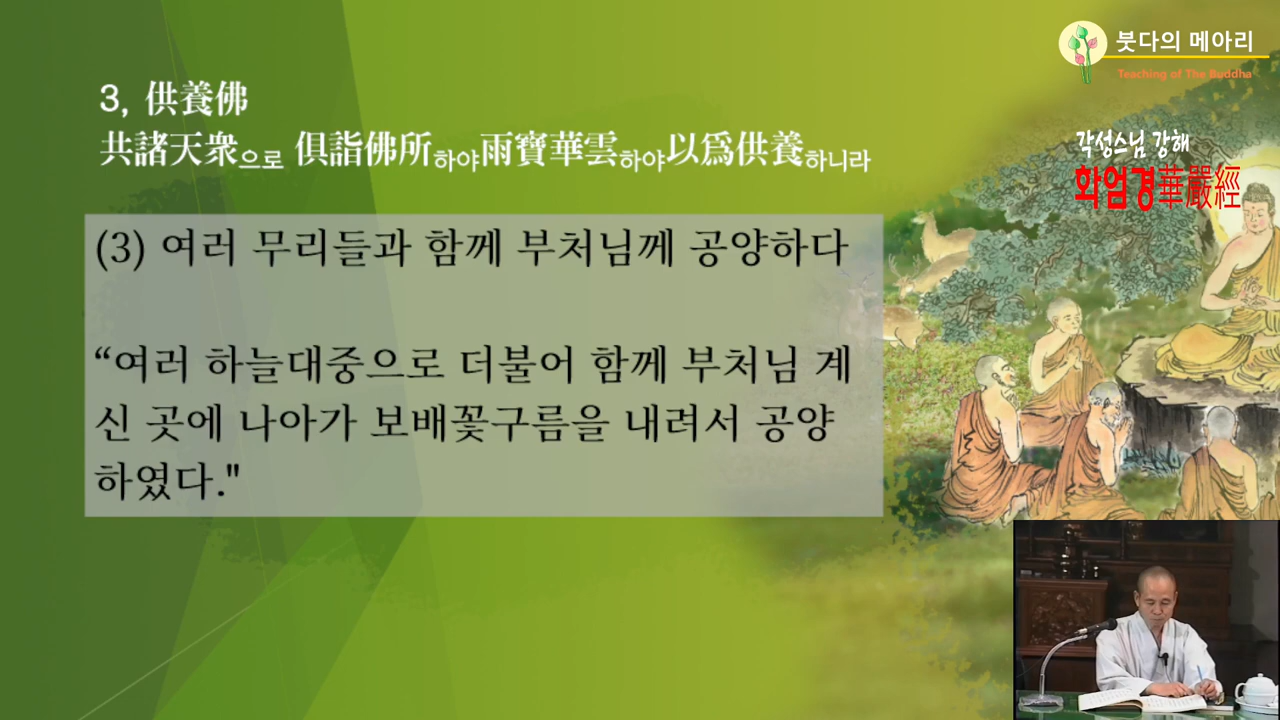 붓다의 메아리
Teaching of The Buddha
3, 供養佛
共諸天衆으로 俱詣佛所하야雨寶華雲하야以爲供養하니라
각성스님 강해
화엄경華嚴經
(3) 여러 무리들과 함께 부처님께 공양하다
“여러 하늘대중으로 더불어 함께 부처님 계
신 곳에 나아가 보배꽃구름을 내려서 공양
하였다."